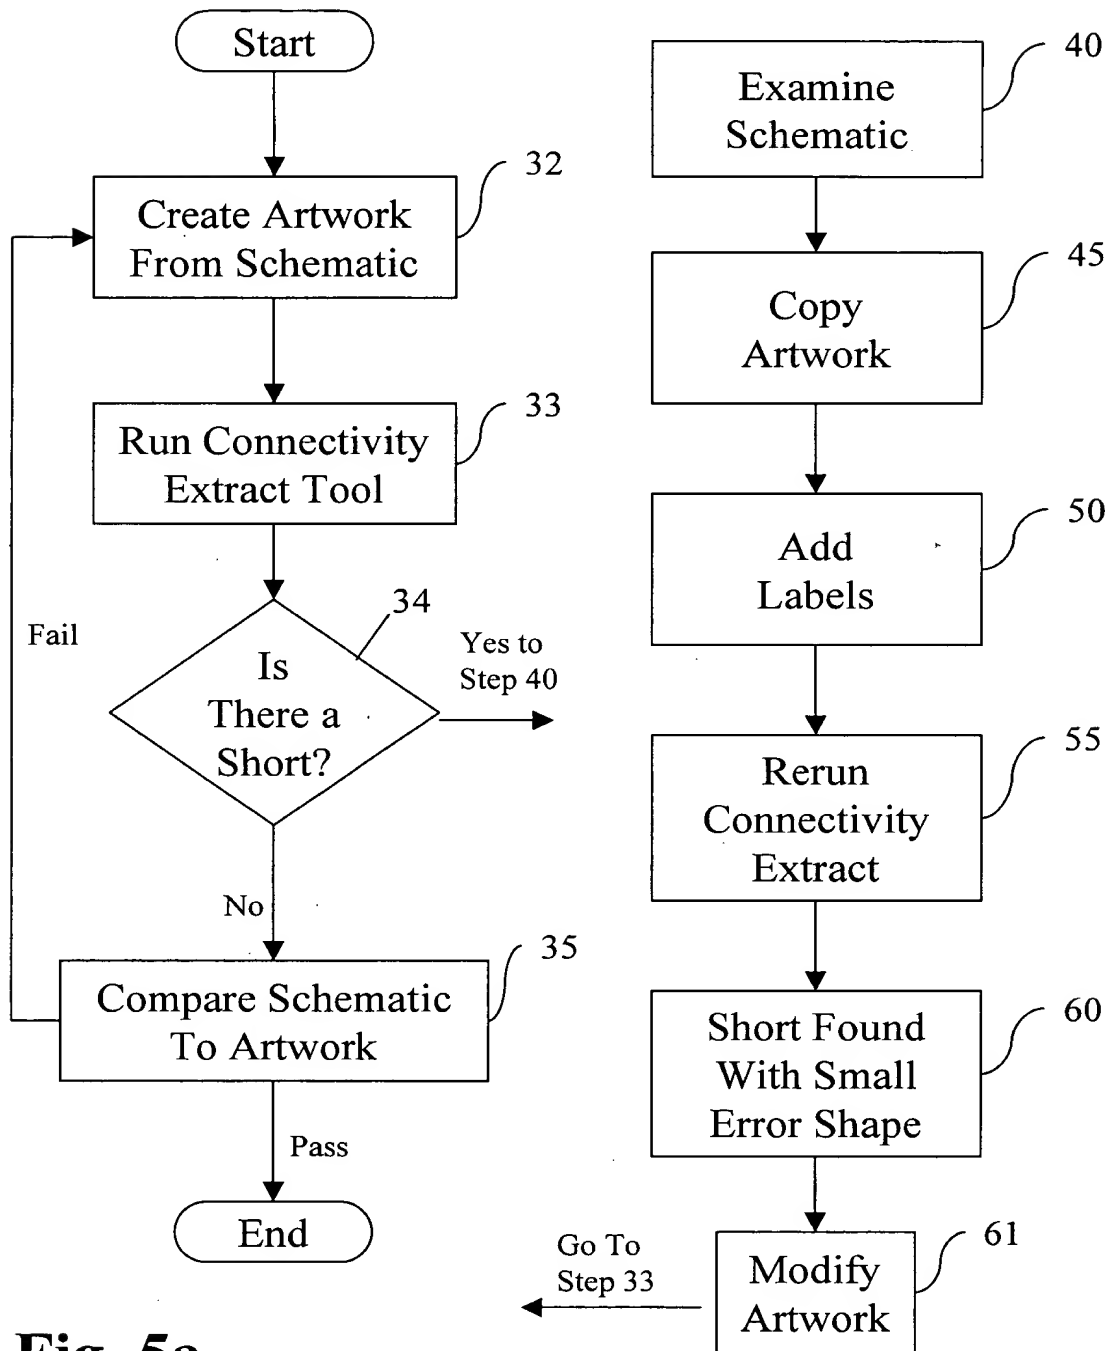 Start
32
Create Artwork
From Schematic
33
Run Connectivity
Extract Tool
34
Is
There a
Short?
Yes to
Step 40
Fail
No
35
Compare Schematic
To Artwork
Pass
End
40
Examine
Schematic
45
Copy
Artwork
50
Add
Labels
55
Rerun
Connectivity
Extract
60
Short Found
With Small
Error Shape
61
Modify
Artwork
Go To
Step 33
Fig. 5a